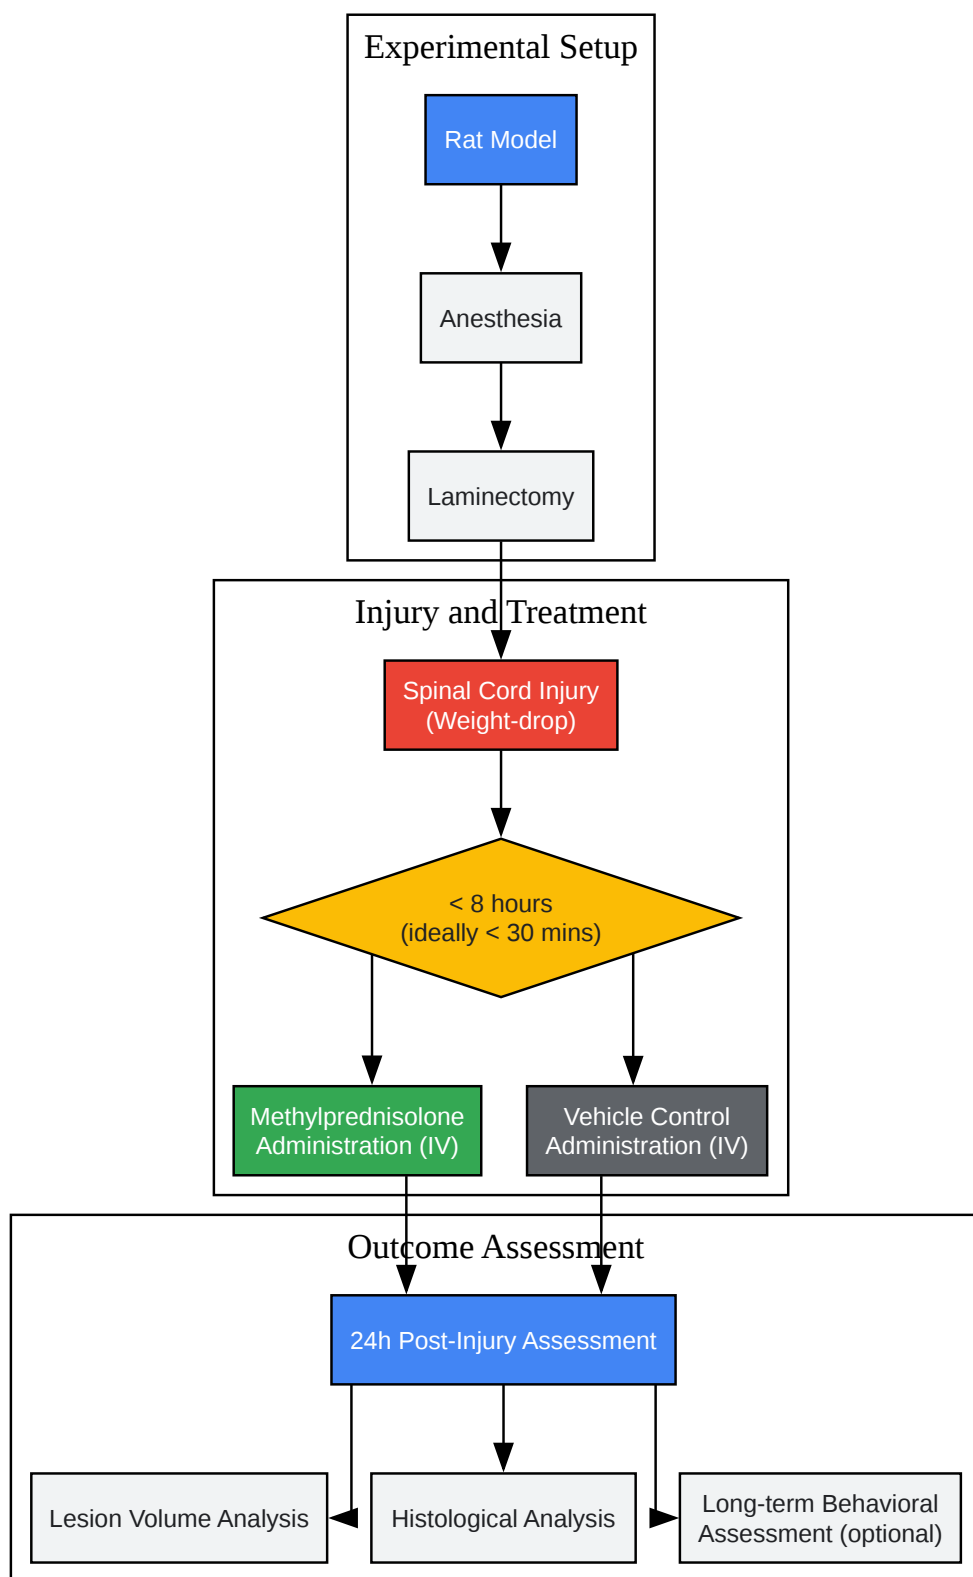 Experimental Setup
Rat Model
Anesthesia
Laminectomy
Injury and Treatment
Spinal Cord Injury
(Weight-drop)
< 8 hours
(ideally < 30 mins)
Methylprednisolone
Administration (IV)
Vehicle Control
Administration (IV)
Outcome Assessment
24h Post-Injury Assessment
Lesion Volume Analysis
Histological Analysis
Long-term Behavioral
Assessment (optional)